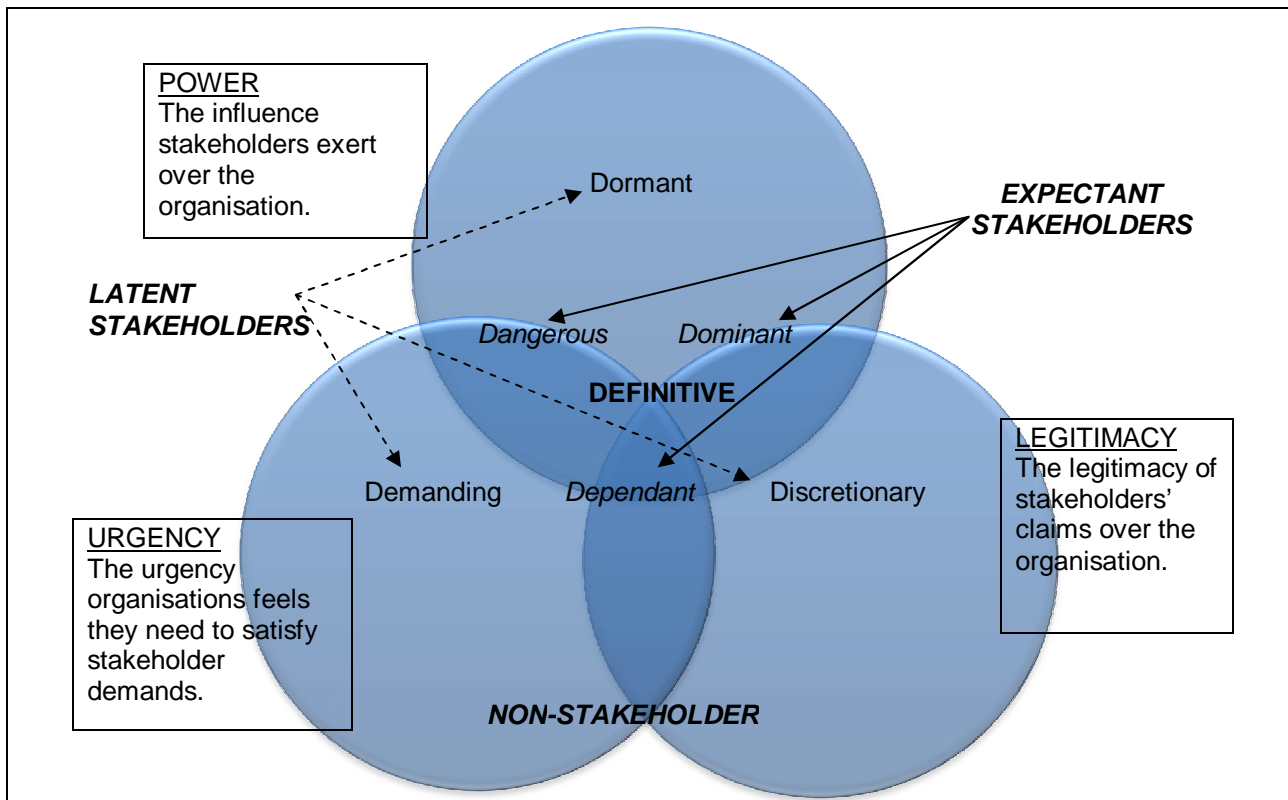 POWER
The influence
stakeholders exert
over the
organisation.
Dormant
EXPECTANT
STAKEHOLDERS
LATENT
STAKEHOLDERS
Dangerous
Dominant
DEFINITIVE
Demanding
Dependant
Discretionary
LEGITIMACY
The legitimacy of
stakeholders’
claims over the
organisation.
URGENCY
The urgency
organisations feels
they need to satisfy
stakeholder
demands.
NON-STAKEHOLDER